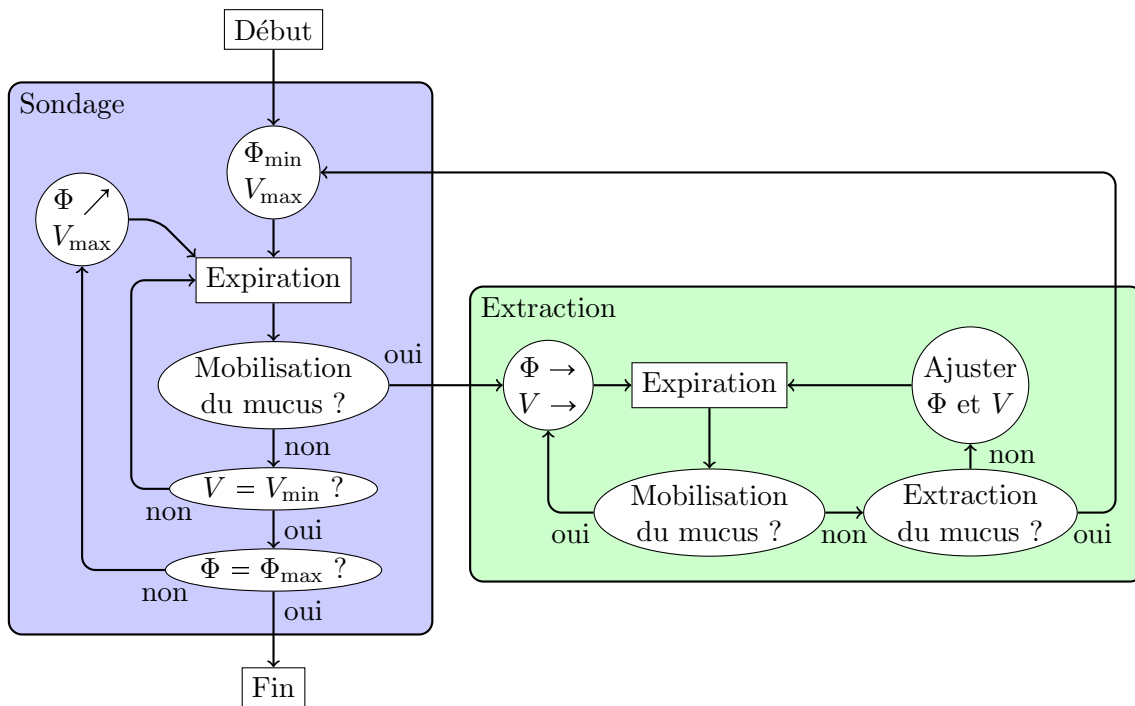 Début
Sondage
Φmin
Vmax
Φ ↗
Vmax
Expiration
Mobilisation
du mucus ?
oui
non
V = Vmin ?
non
oui
Φ = Φmax ?
non
oui
Fin
Extraction
Φ →
V →
Expiration
Ajuster
Φ et V
non
Mobilisation
du mucus ?
oui
non
Extraction
du mucus ?
oui